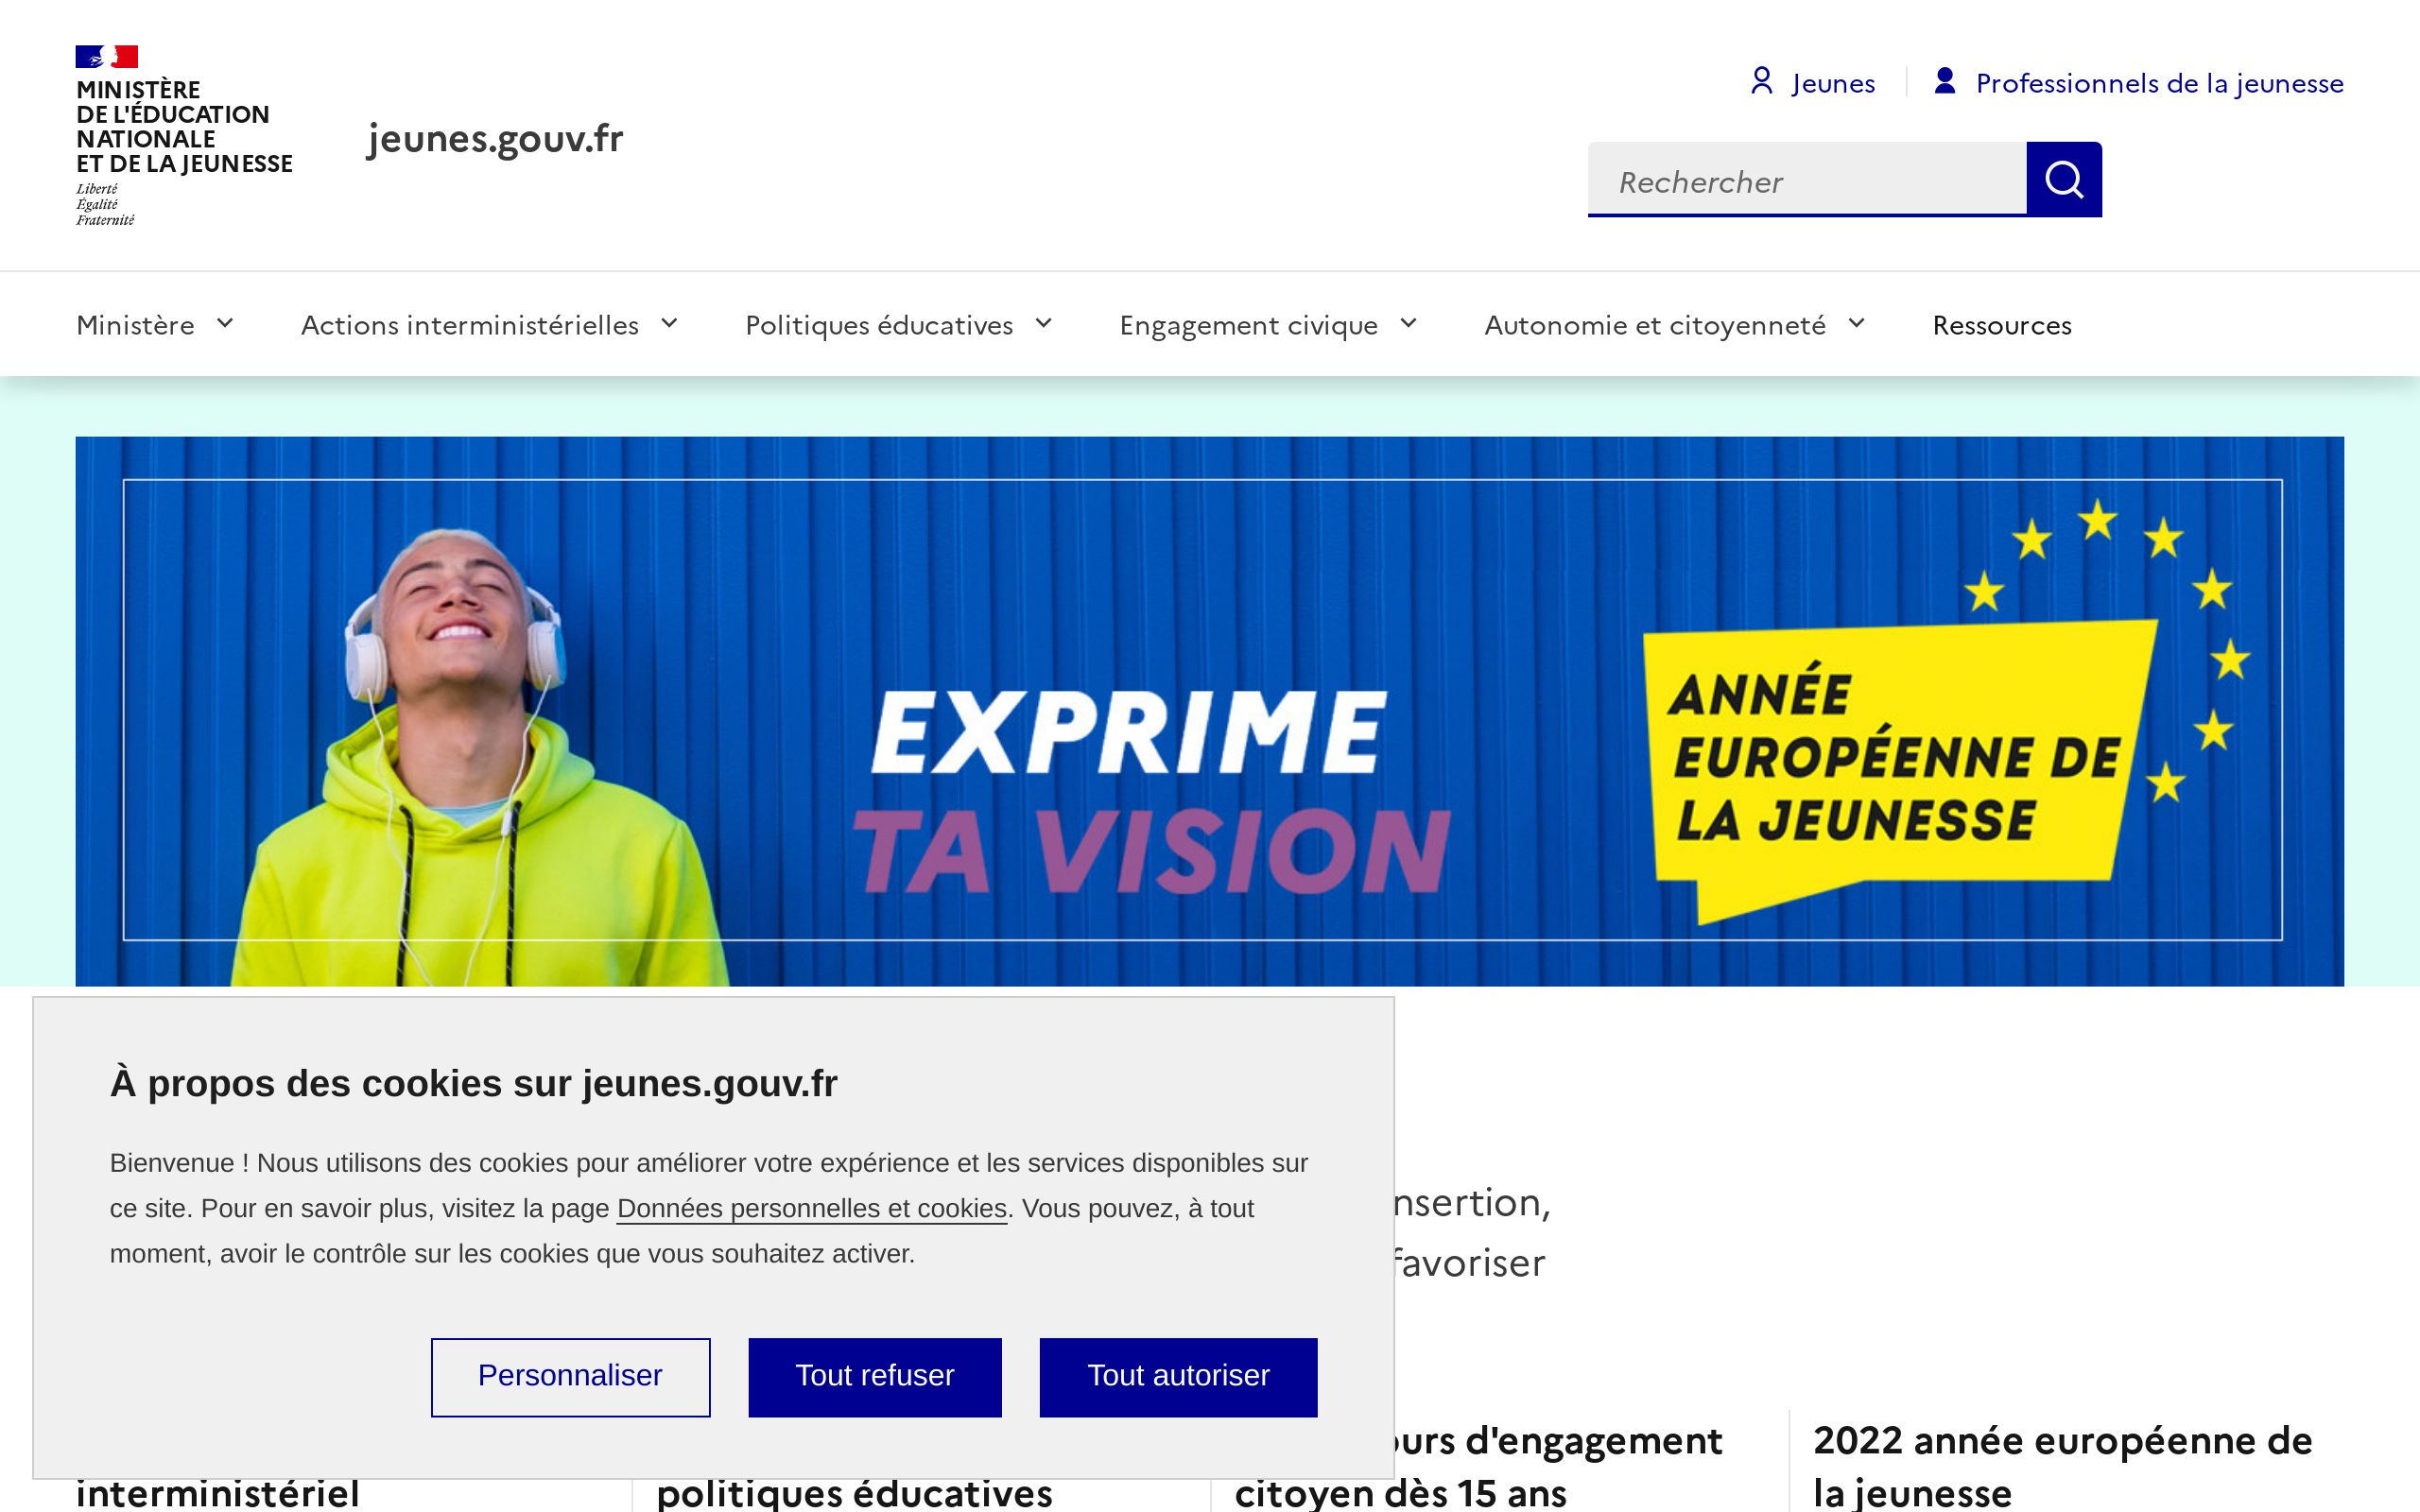 MINISTÈRE
DE L'ÉDUCATION
NATIONALE
ET DE LA JEUNESSE
Liberté
Égalité
Fraternité
jeunes.gouv.fr
Jeunes
Professionnels de la jeunesse
Rechercher
Ministère
Actions interministérielles
Politiques éducatives
Engagement civique
Autonomie et citoyenneté
Ressources
EXPRIME
TA VISION
ANNÉE
EUROPÉENNE DE
LA JEUNESSE
À propos des cookies sur jeunes.gouv.fr
Bienvenue ! Nous utilisons des cookies pour améliorer votre expérience et les services disponibles sur
ce site. Pour en savoir plus, visitez la page Données personnelles et cookies. Vous pouvez, à tout
moment, avoir le contrôle sur les cookies que vous souhaitez activer.
Personnaliser
Tout refuser
Tout autoriser
nsertion,
favoriser
interministériel
politiques éducatives
ours d'engagement
citoyen dès 15 ans
2022 année européenne de
la jeunesse